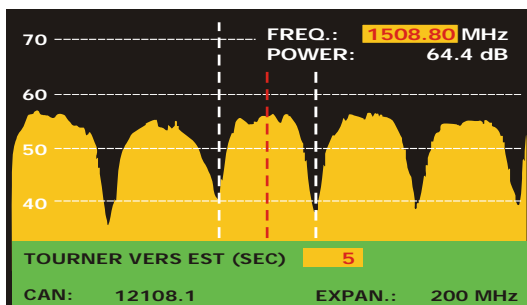 FREQ.: 1508.80 MHz
POWER: 64.4 dB
70
60
50
40
TOURNER VERS EST (SEC) 5
CAN: 12108.1 EXPAN.: 200 MHz